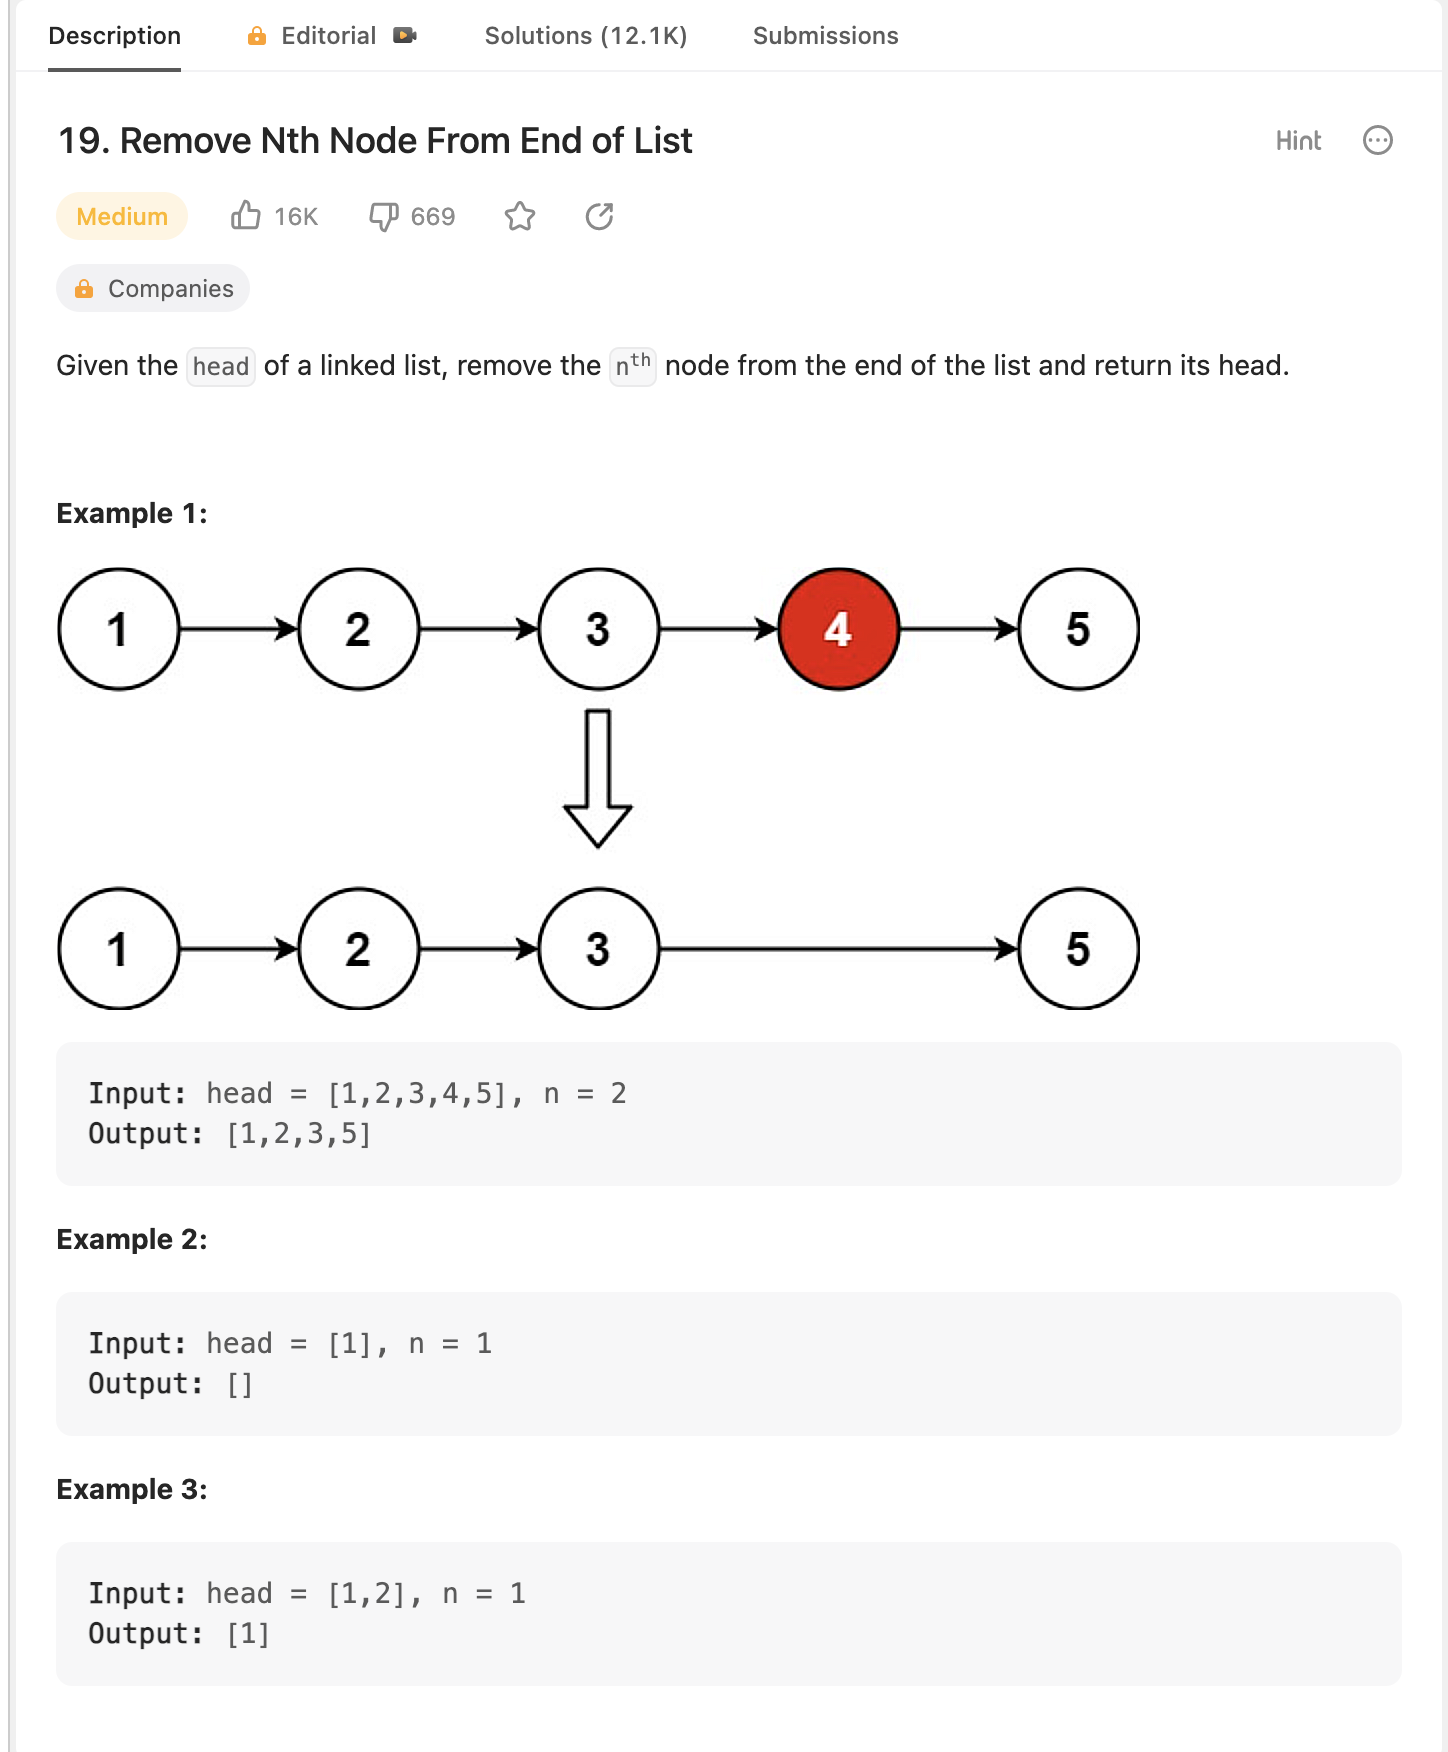 Description Editorial Solutions (12.1K) Submissions
19. Remove Nth Node From End of List Hint
Medium 16K 669
Companies
Given the head of a linked list, remove the nth node from the end of the list and return its head.
Example 1:
1 2 3 4 5
1 2 3 5
Input: head = [1,2,3,4,5], n = 2
Output: [1,2,3,5]
Example 2:
Input: head = [1], n = 1
Output: []
Example 3:
Input: head = [1,2], n = 1
Output: [1]